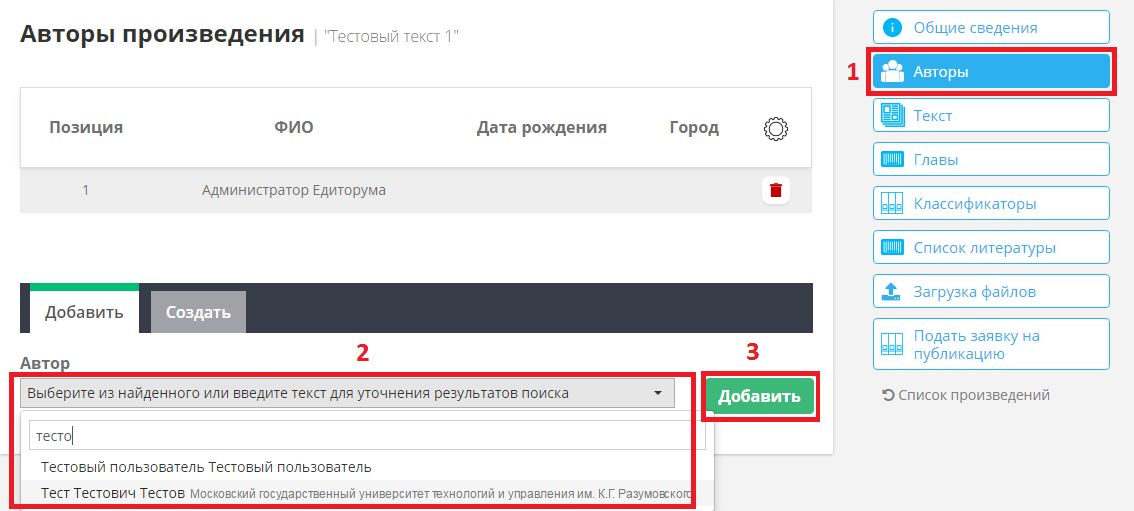 Авторы произведения | "Тестовый текст 1"
Позиция ФИО Дата рождения Город
1 Администратор Едиторума
Добавить Создать
Автор
2
Выберите из найденного или введите текст для уточнения результатов поиска
3
Добавить
тесто
Тестовый пользователь Тестовый пользователь
Тест Тестович Тестов Московский государственный университет технологий и управления им. К.Г. Разумовского
Общие сведения
1
Авторы
Текст
Главы
Классификаторы
Список литературы
Загрузка файлов
Подать заявку на
публикацию
Список произведений